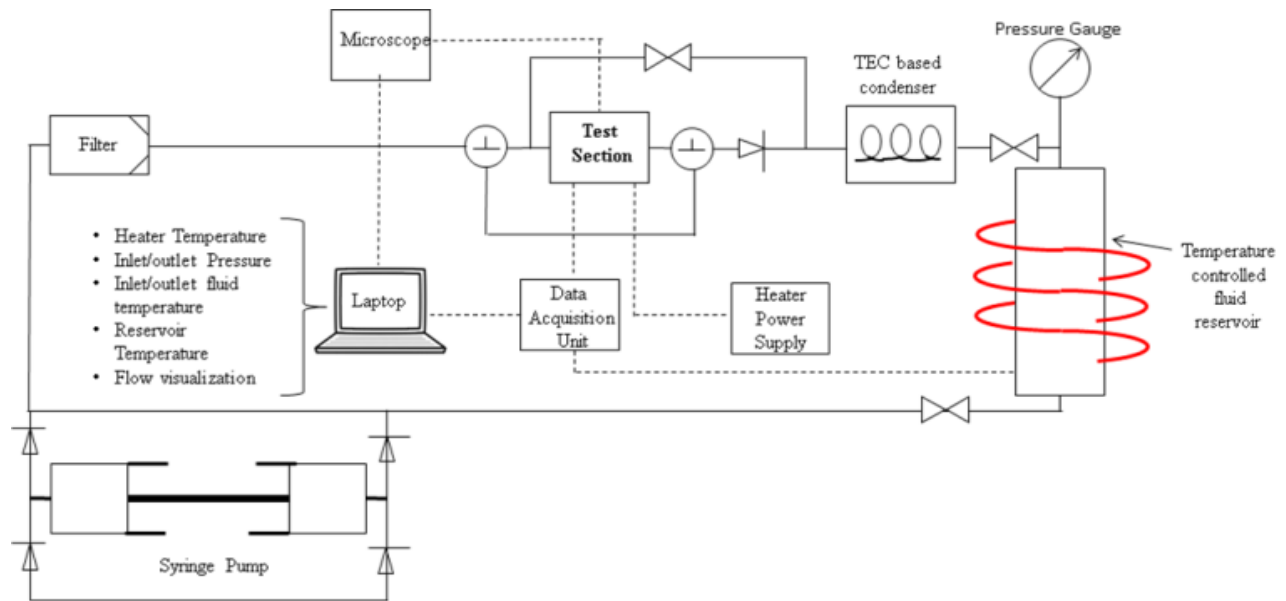 Microscope
Pressure Gauge
TEC based
condenser
Filter
Test
Section
• Heater Temperature
• Inlet/outlet Pressure
• Inlet/outlet fluid
temperature
• Reservoir
Temperature
• Flow visualization
Laptop
Data
Acquisition
Unit
Heater
Power
Supply
Temperature
controlled
fluid
reservoir
Syringe Pump